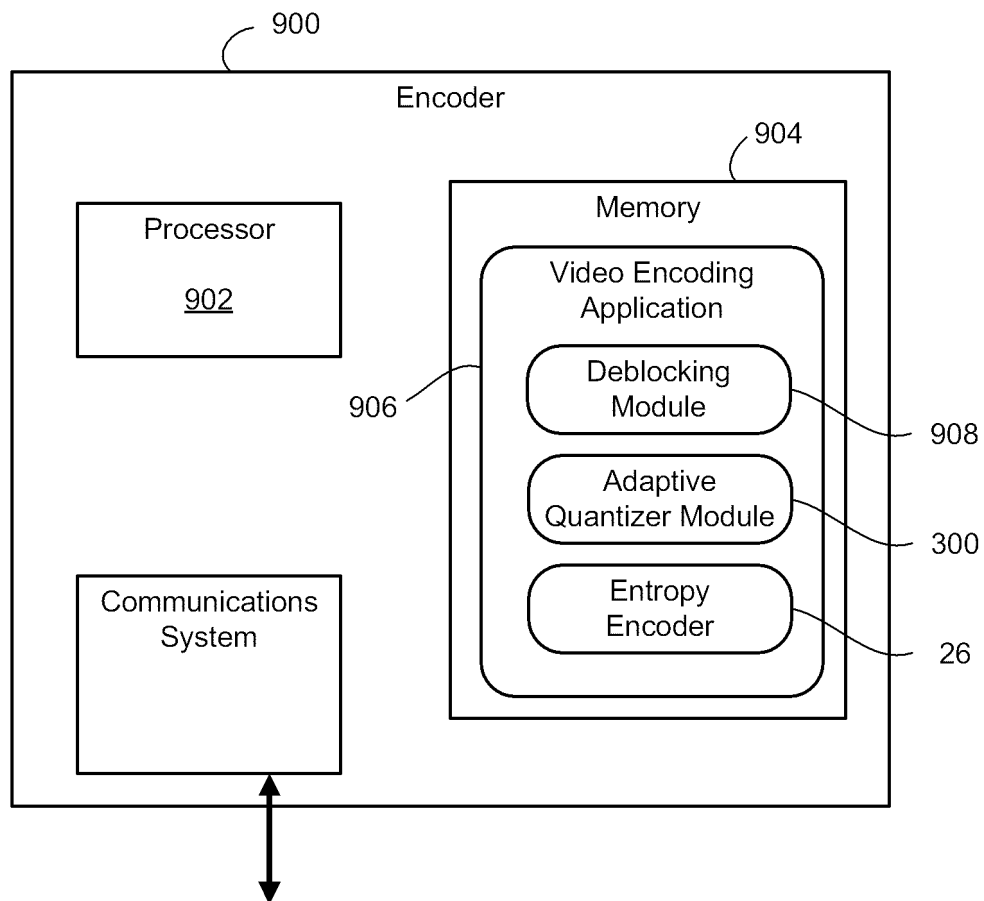 900
Encoder
904
Memory
Processor
902
Video Encoding
Application
906
Deblocking
Module
908
Adaptive
Quantizer Module
300
Entropy
Encoder
26
Communications
System